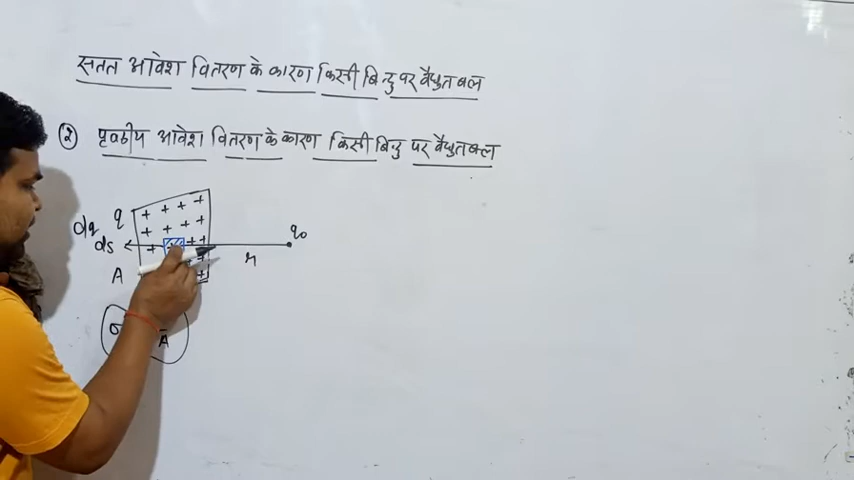 सतत आवेश वितरण के कारण किसी बिन्दु पर वैद्युत बल
② पृष्ठीय आवेश वितरण के कारण किसी बिन्दु पर वैद्युत बल
dq q q₀
ds r
A
σ A